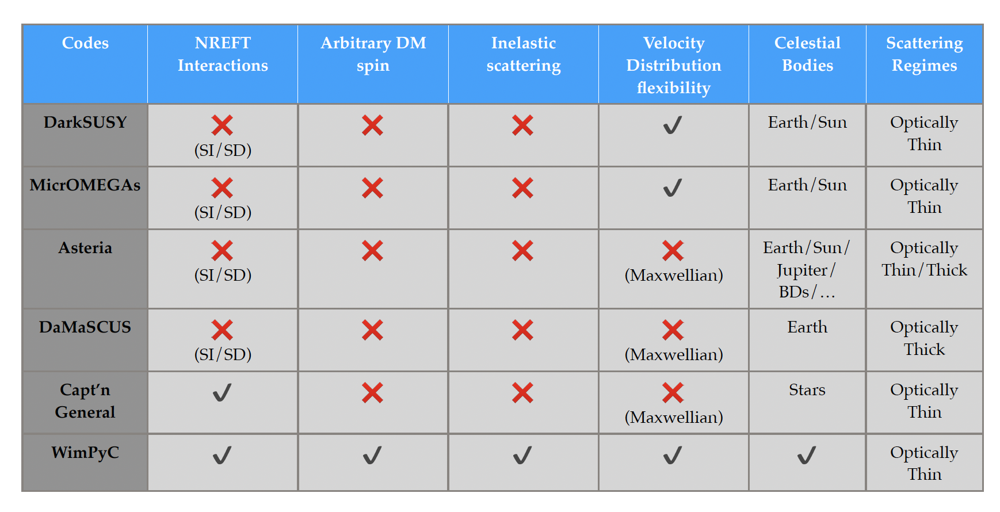 Codes
NREFT
Interactions
Arbitrary DM
spin
Inelastic
scattering
Velocity
Distribution
flexibility
Celestial
Bodies
Scattering
Regimes
DarkSUSY
❌
(SI/SD)
❌
❌
✔
Earth/Sun
Optically
Thin
MicrOMEGAs
❌
(SI/SD)
❌
❌
✔
Earth/Sun
Optically
Thin
Asteria
❌
(SI/SD)
❌
❌
❌
(Maxwellian)
Earth/Sun/
Jupiter/
BDs/…
Optically
Thin/Thick
DaMaSCUS
❌
(SI/SD)
❌
❌
❌
(Maxwellian)
Earth
Optically
Thick
Capt’n
General
✔
❌
❌
❌
(Maxwellian)
Stars
Optically
Thin
WimPyC
✔
✔
✔
✔
✔
Optically
Thin